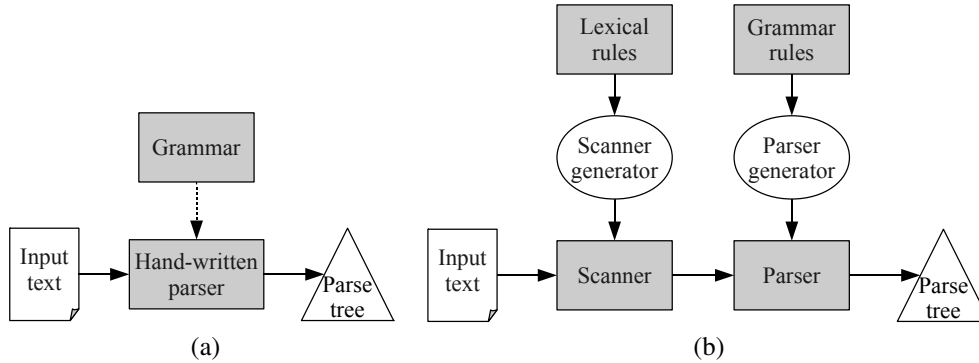 Grammar
Input
text
Hand-written
parser
Parse
tree
(a)
Lexical
rules
Grammar
rules
Scanner
generator
Parser
generator
Input
text
Scanner
Parser
Parse
tree
(b)